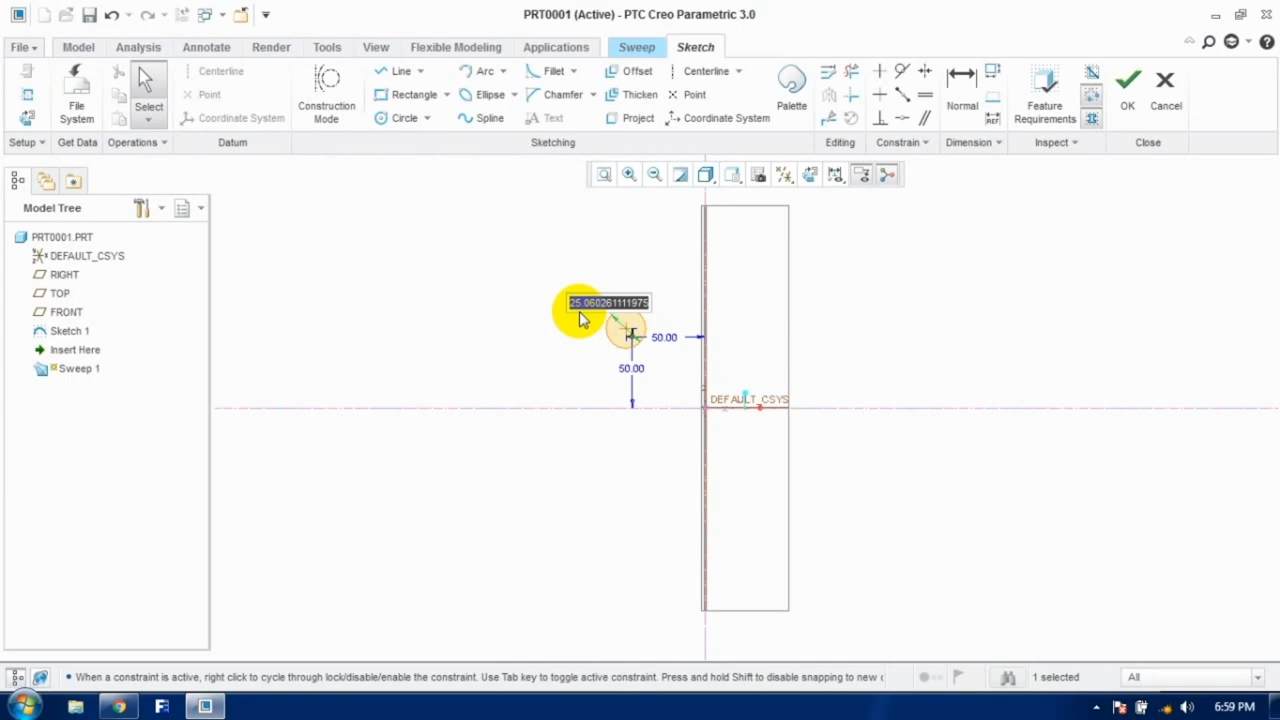 PRT0001 (Active) - PTC Creo Parametric 3.0
File Model Analysis Annotate Render Tools View Flexible Modeling Applications Sweep Sketch
Centerline Line Arc Fillet Offset Centerline
Point Rectangle Ellipse Chamfer Thicken Point
File System Select Coordinate System Construction Mode Circle Spline Text Project Coordinate System Palette Normal Feature Requirements OK Cancel
REF
Setup Get Data Operations Datum Sketching Editing Constrain Dimension Inspect Close
Model Tree
PRT0001.PRT
DEFAULT_CSYS
RIGHT
TOP
FRONT
Sketch 1
Insert Here
Sweep 1
25.060261111975
50.00
50.00
DEFAULT_CSYS
When a constraint is active, right click to cycle through lock/disable/enable the constraint. Use Tab key to toggle active constraint. Press and hold Shift to disable snapping to new
1 selected
All
6:59 PM